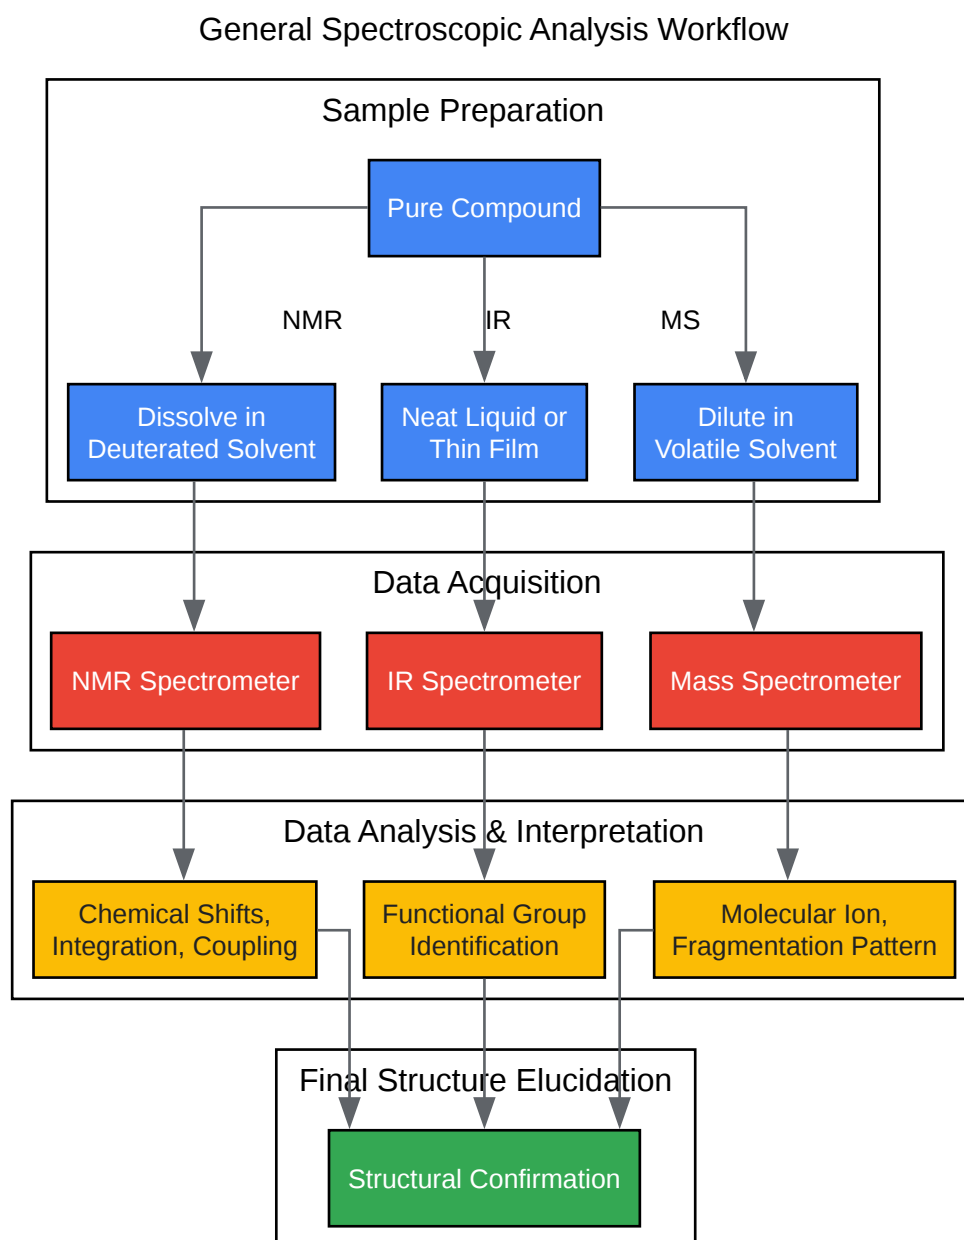 General Spectroscopic Analysis Workflow
Sample Preparation
Pure Compound
NMR
IR
MS
Dissolve in
Deuterated Solvent
Neat Liquid or
Thin Film
Dilute in
Volatile Solvent
Data Acquisition
NMR Spectrometer
IR Spectrometer
Mass Spectrometer
Data Analysis & Interpretation
Chemical Shifts,
Integration, Coupling
Functional Group
Identification
Molecular Ion,
Fragmentation Pattern
Final Structure Elucidation
Structural Confirmation